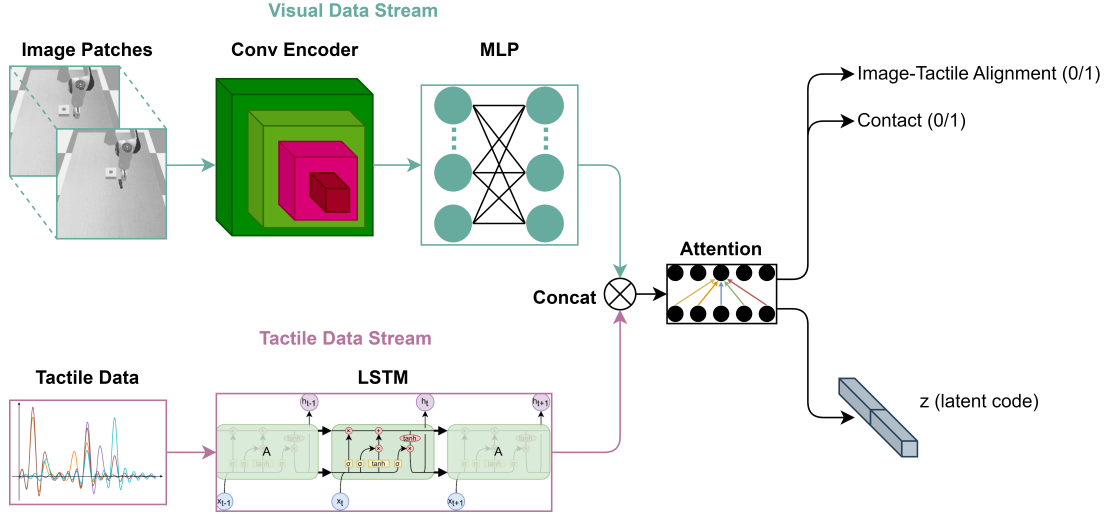 Visual Data Stream
Image Patches
Conv Encoder
MLP
Image-Tactile Alignment (0/1)
Contact (0/1)
Attention
Concat
Tactile Data Stream
Tactile Data
LSTM
h t-1
h t
h t+1
tanh
A
σ σ tanh σ
A
x t-1
x t
x t+1
z (latent code)